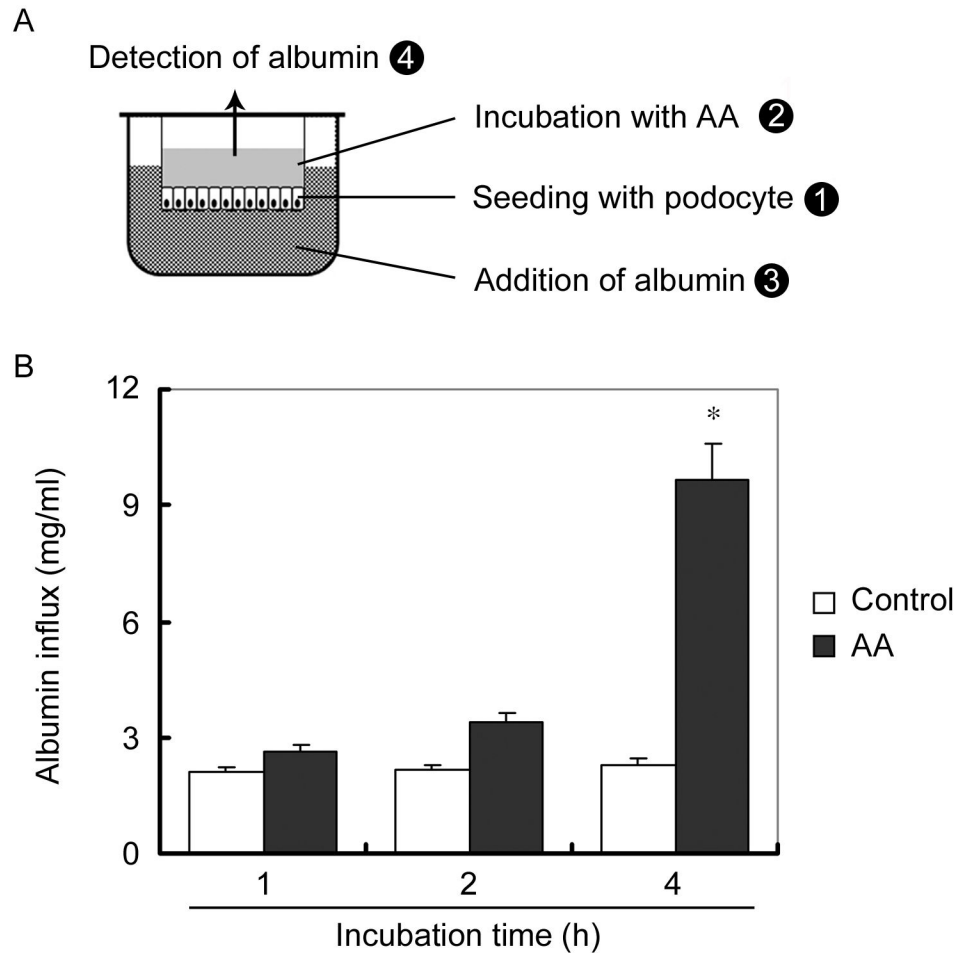 A
Detection of albumin 4
Incubation with AA 2
Seeding with podocyte 1
Addition of albumin 3
B
Albumin influx (mg/ml)
12
9
6
3
0
*
Control
AA
1 2 4
Incubation time (h)